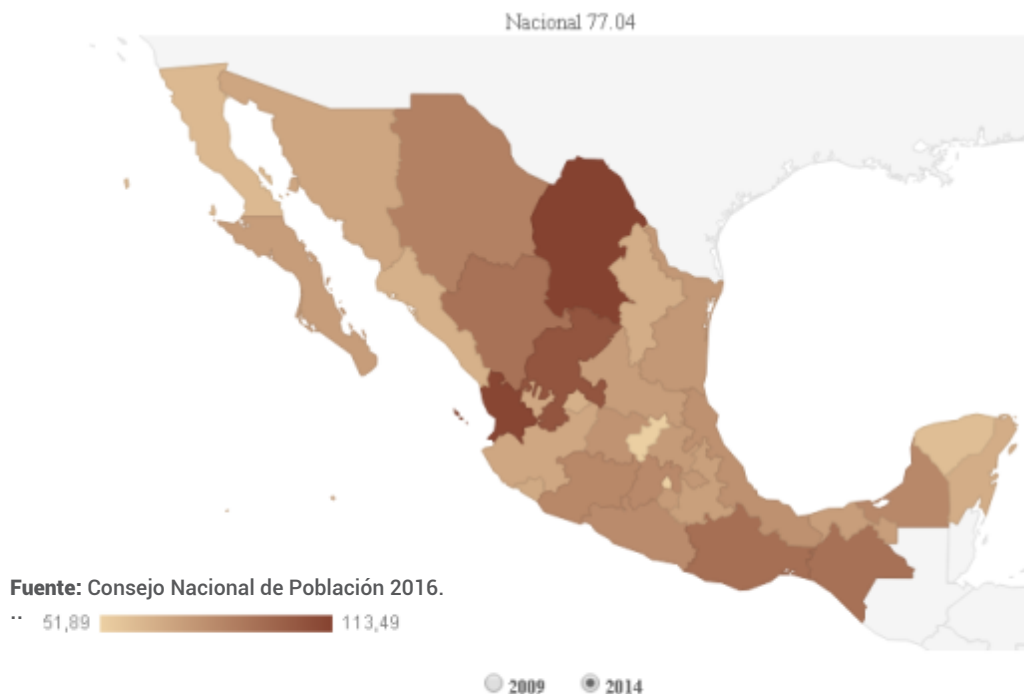 Nacional 77.04
Fuente: Consejo Nacional de Población 2016.
.. 51,89 113,49
2009 2014